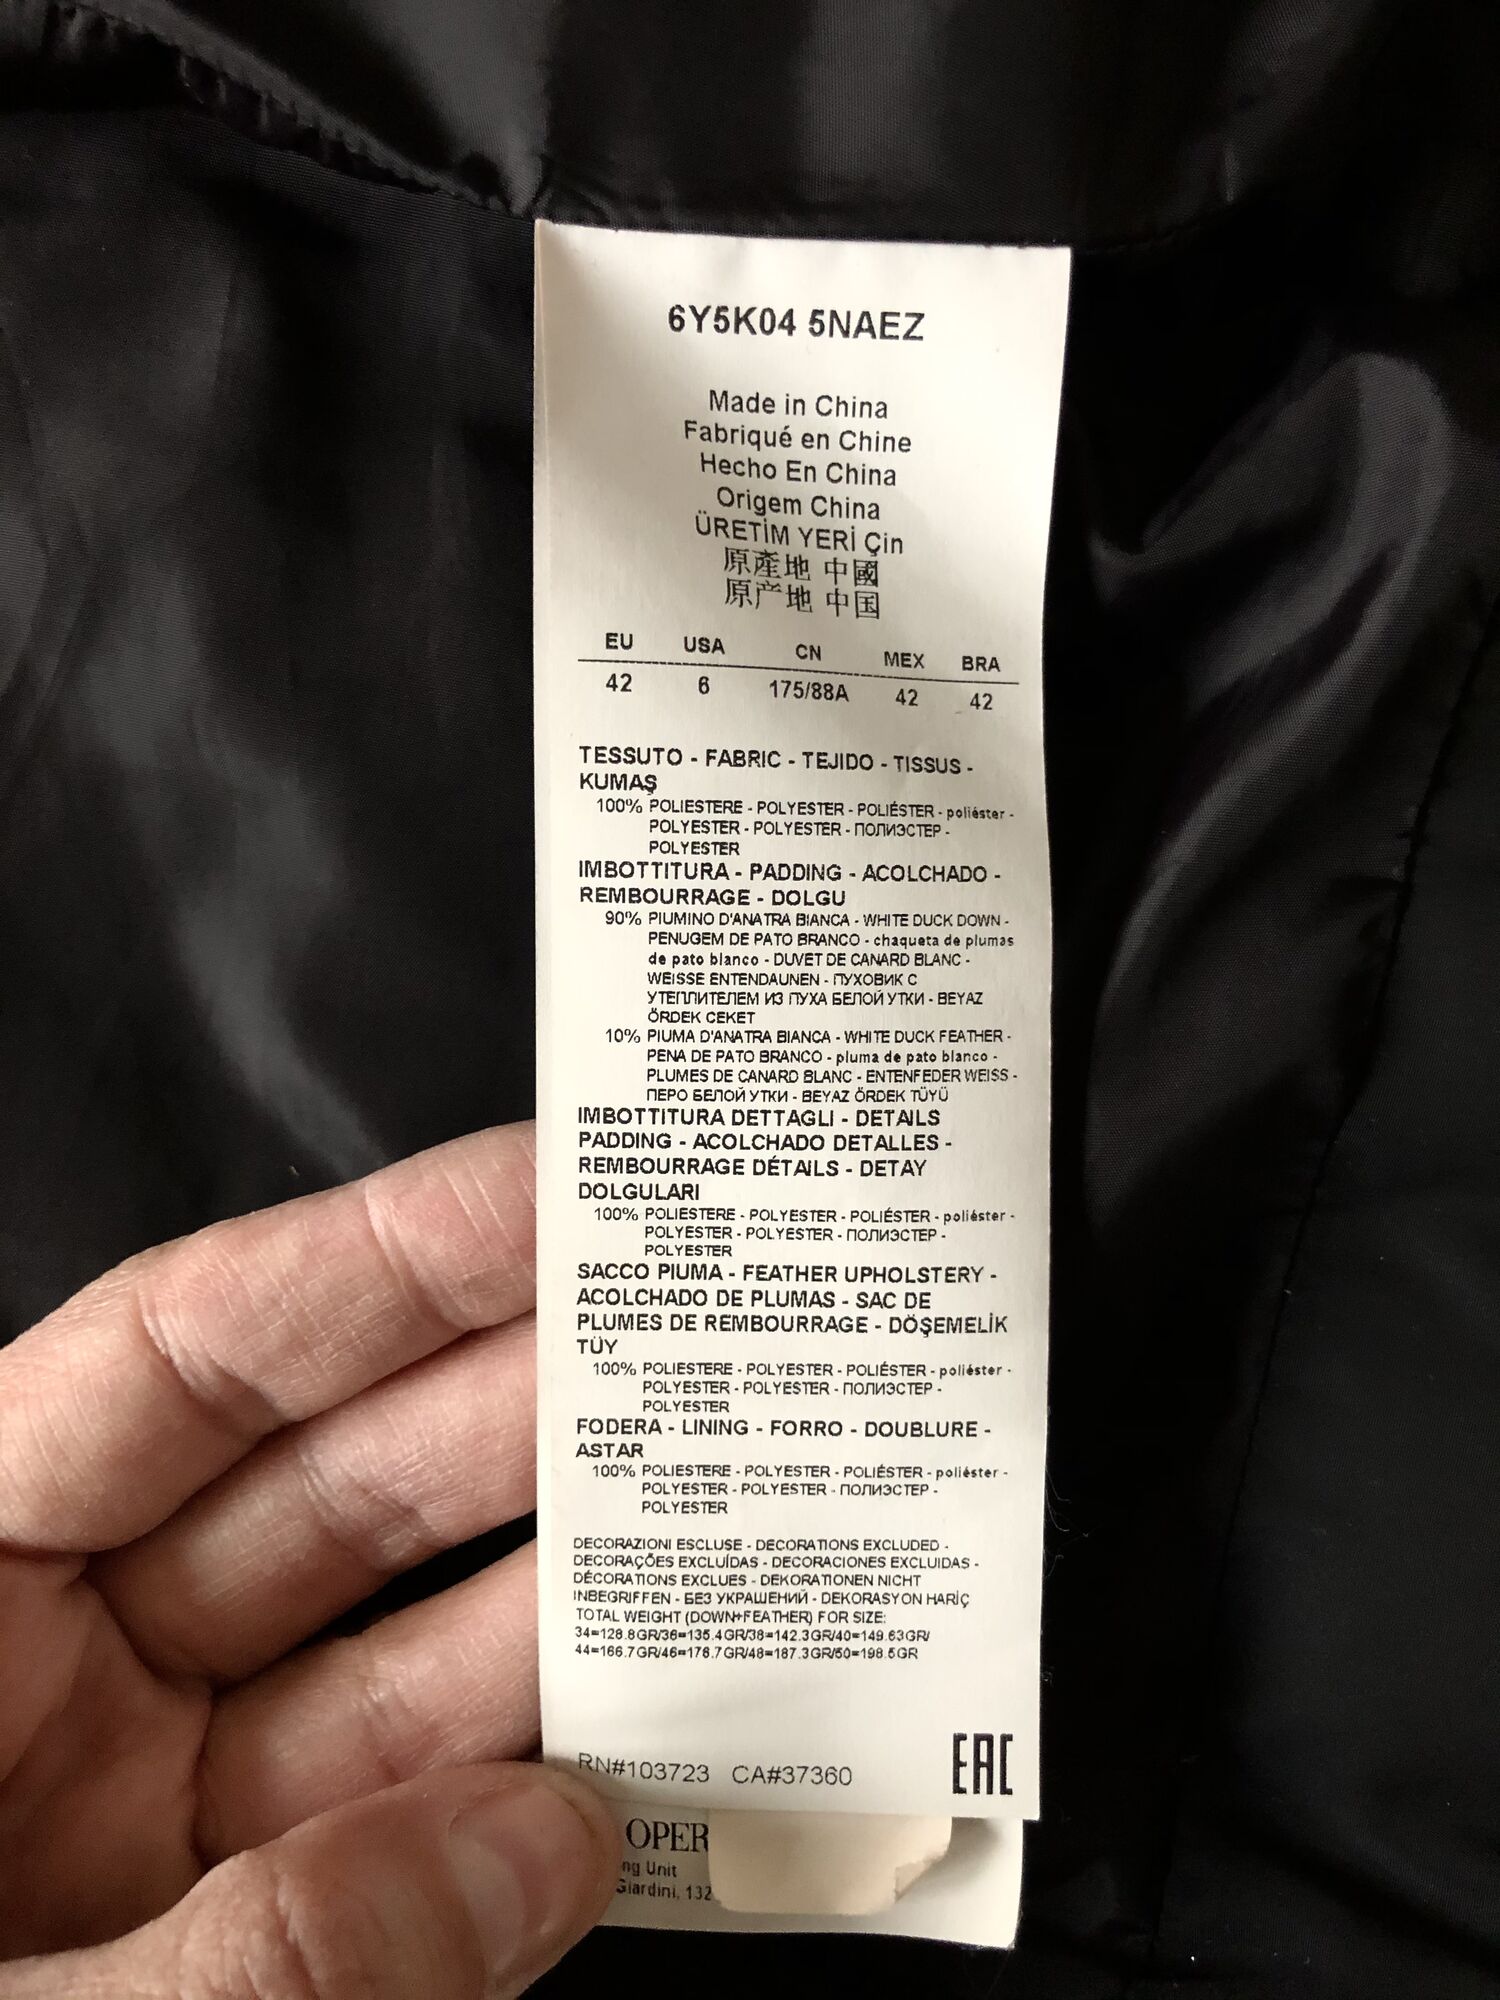 6Y5K04 5NAEZ
Made in China
Fabriqué en Chine
Hecho En China
Origem China
ÜRETİM YERİ Çin
原產地 中國
原产地 中国
EU USA CN MEX BRA
42 6 175/88A 42 42
TESSUTO - FABRIC - TEJIDO - TISSUS -
KUMAŞ
100% POLIESTERE - POLYESTER - POLIÉSTER - poliéster -
POLYESTER - POLYESTER - ПОЛИЭСТЕР -
POLYESTER
IMBOTTITURA - PADDING - ACOLCHADO -
REMBOURRAGE - DOLGU
90% PIUMINO D'ANATRA BIANCA - WHITE DUCK DOWN -
PENUGEM DE PATO BRANCO - chaqueta de plumas
de pato blanco - DUVET DE CANARD BLANC -
WEISSE ENTENDAUNEN - ПУХОВИК С
УТЕПЛИТЕЛЕМ ИЗ ПУХА БЕЛОЙ УТКИ - BEYAZ
ÖRDEK CEKET
10% PIUMA D'ANATRA BIANCA - WHITE DUCK FEATHER -
PENA DE PATO BRANCO - pluma de pato blanco -
PLUMES DE CANARD BLANC - ENTENFEDER WEISS -
ПЕРО БЕЛОЙ УТКИ - BEYAZ ÖRDEK TÜYÜ
IMBOTTITURA DETTAGLI - DETAILS
PADDING - ACOLCHADO DETALLES -
REMBOURRAGE DÉTAILS - DETAY
DOLGULARI
100% POLIESTERE - POLYESTER - POLIÉSTER - poliéster -
POLYESTER - POLYESTER - ПОЛИЭСТЕР -
POLYESTER
SACCO PIUMA - FEATHER UPHOLSTERY -
ACOLCHADO DE PLUMAS - SAC DE
PLUMES DE REMBOURRAGE - DÖŞEMELİK
TÜY
100% POLIESTERE - POLYESTER - POLIÉSTER - poliéster -
POLYESTER - POLYESTER - ПОЛИЭСТЕР -
POLYESTER
FODERA - LINING - FORRO - DOUBLURE -
ASTAR
100% POLIESTERE - POLYESTER - POLIÉSTER - poliéster -
POLYESTER - POLYESTER - ПОЛИЭСТЕР -
POLYESTER
DECORAZIONI ESCLUSE - DECORATIONS EXCLUDED -
DECORAÇÕES EXCLUÍDAS - DECORACIONES EXCLUIDAS -
DÉCORATIONS EXCLUES - DEKORATIONEN NICHT
INBEGRIFFEN - БЕЗ УКРАШЕНИЙ - DEKORASYON HARİÇ
TOTAL WEIGHT (DOWN+FEATHER) FOR SIZE:
34=128.8GR/36=135.4GR/38=142.3GR/40=149.63GR/
44=166.7GR/46=176.7GR/48=187.3GR/50=198.5GR
RN#103723 CA#37360 EAC
OPER
ng Unit
Giardini, 132